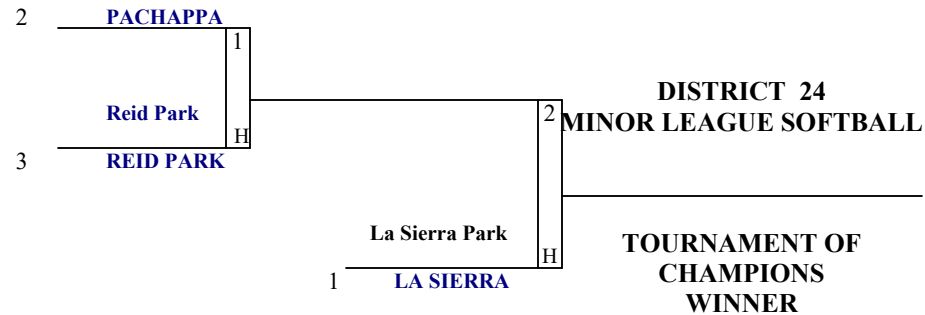 2 PACHAPPA
1
Reid Park
H
3 REID PARK
DISTRICT 24
2
MINOR LEAGUE SOFTBALL
La Sierra Park
H
1 LA SIERRA
TOURNAMENT OF
CHAMPIONS
WINNER